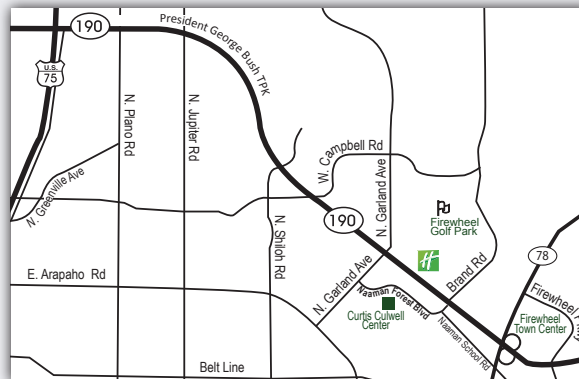 190
President George Bush TPK
U.S.
75
N. Plano Rd
N. Jupiter Rd
W. Campbell Rd
N. Greenville Ave
N. Garland Ave
Firewheel
Golf Park
190
N. Shiloh Rd
78
H
E. Arapaho Rd
N. Garland Ave
Naaman Forest Blvd
Brand Rd
Curtis Culwell
Center
Naaman School Rd
Firewheel
Town Center
Belt Line